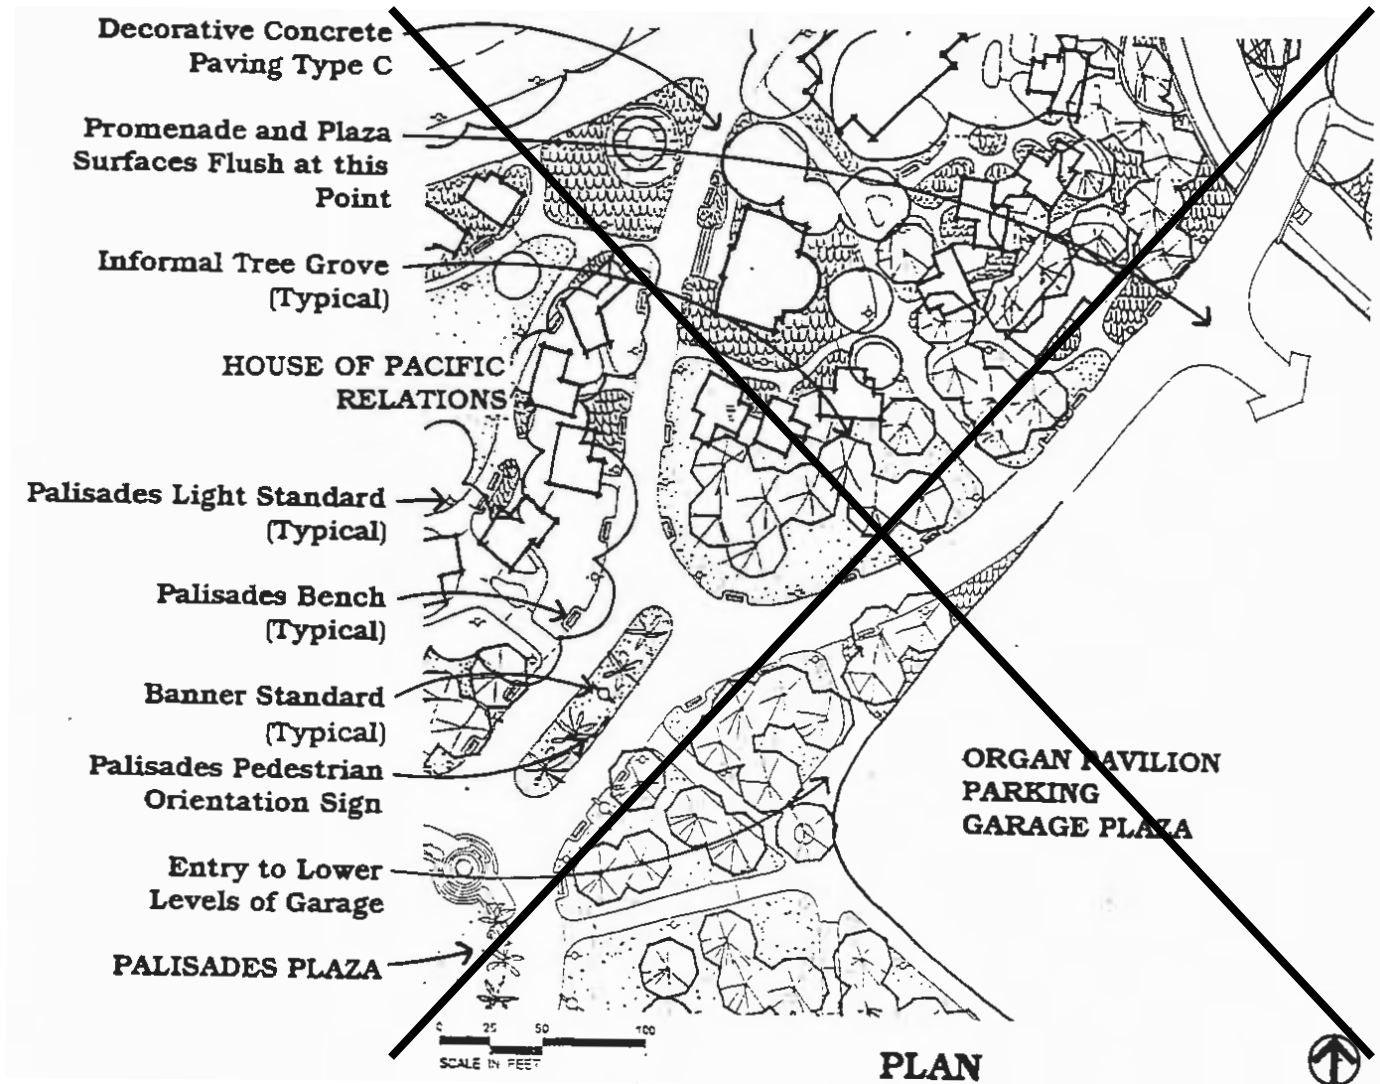 Decorative Concrete
Paving Type C
Promenade and Plaza
Surfaces Flush at this
Point
Informal Tree Grove
(Typical)
HOUSE OF PACIFIC
RELATIONS
Palisades Light Standard
(Typical)
Palisades Bench
(Typical)
Banner Standard
(Typical)
Palisades Pedestrian
Orientation Sign
Entry to Lower
Levels of Garage
PALISADES PLAZA
ORGAN PAVILION
PARKING
GARAGE PLAZA
0 25 50 100
SCALE IN FEET
PLAN